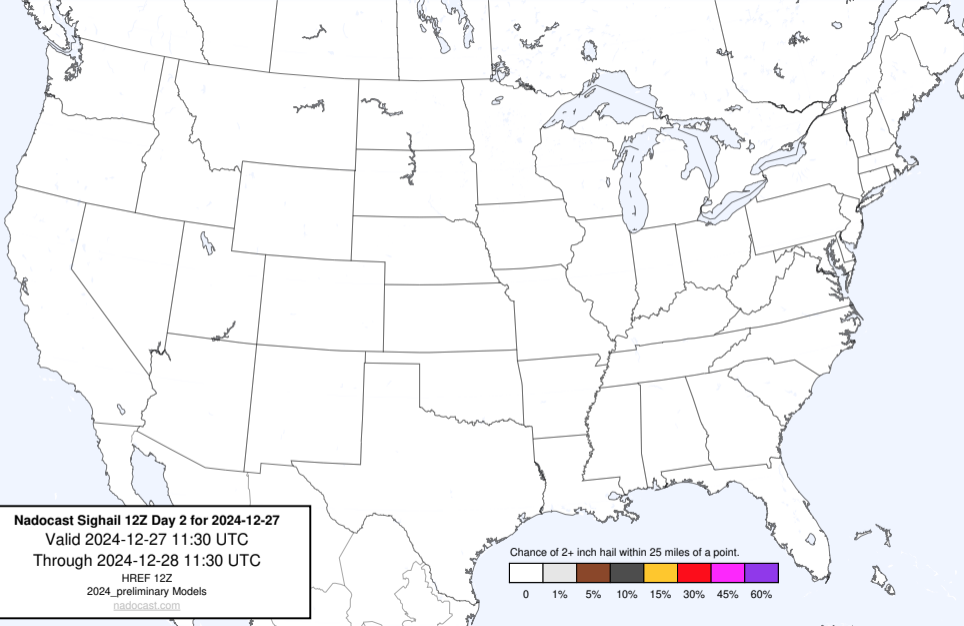 Nadocast Sighail 12Z Day 2 for 2024-12-27
Valid 2024-12-27 11:30 UTC
Through 2024-12-28 11:30 UTC
HREF 12Z
2024_preliminary Models
nadocast.com
Chance of 2+ inch hail within 25 miles of a point.
0 1% 5% 10% 15% 30% 45% 60%